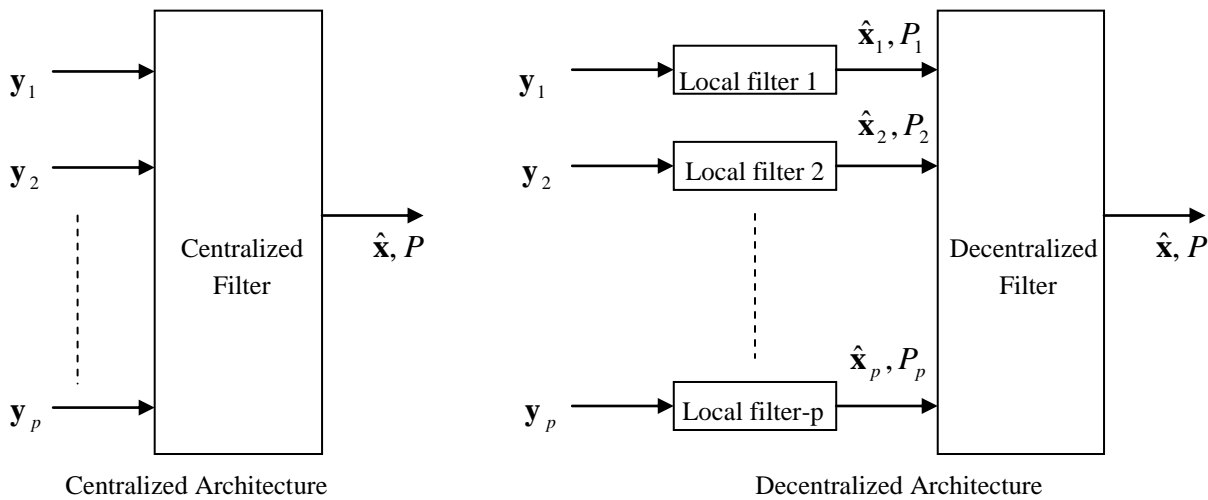 y₁
y₂
yₚ
Centralized
Filter
x̂, P
Centralized Architecture
y₁
Local filter 1
x̂₁, P₁
y₂
Local filter 2
x̂₂, P₂
yₚ
Local filter-p
x̂ₚ, Pₚ
Decentralized
Filter
x̂, P
Decentralized Architecture